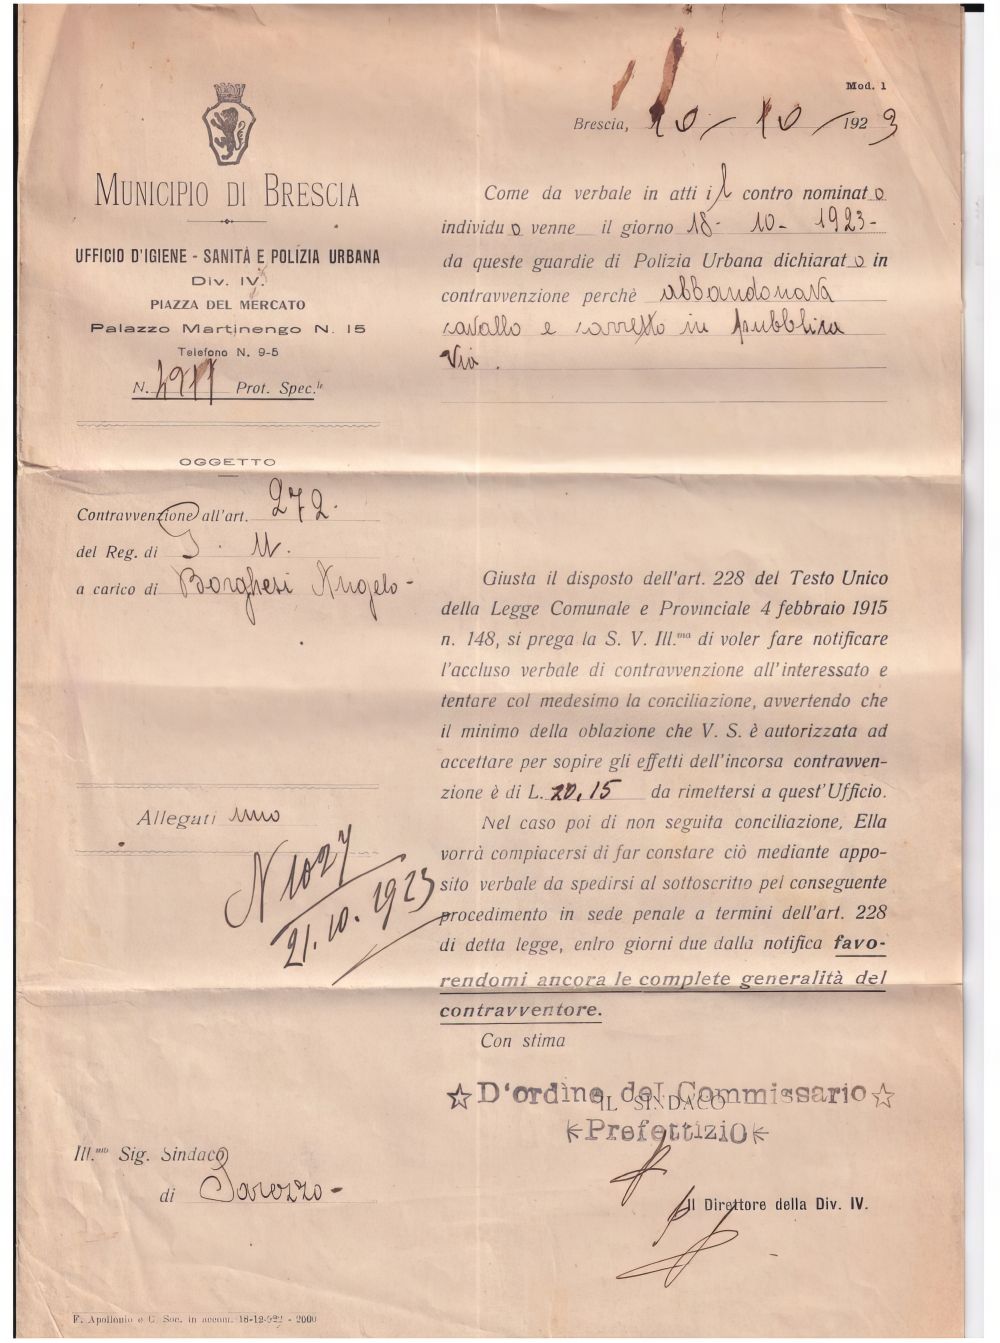 Mod. 1
Brescia, 10 / 10 / 1923
MUNICIPIO DI BRESCIA
UFFICIO D'IGIENE - SANITÀ E POLIZIA URBANA
Div. IV.
PIAZZA DEL MERCATO
Palazzo Martinengo N. 15
Telefono N. 9-5
N. Prot. Spec.le
OGGETTO
Contravvenzione all'art. 272.
del Reg. di
a carico di Borghesi Angelo -
Allegati uno
N 1027
21.10.1923
Ill.mo Sig. Sindaco
di
Come da verbale in atti il contro nominato
individuo venne il giorno 18- 10- 1923-
da queste guardie di Polizia Urbana dichiarato in
contravvenzione perchè abbandonava
cavallo e carretto in pubblica
via.
Giusta il disposto dell'art. 228 del Testo Unico
della Legge Comunale e Provinciale 4 febbraio 1915
n. 148, si prega la S. V. Ill.ma di voler fare notificare
l'accluso verbale di contravvenzione all'interessato e
tentare col medesimo la conciliazione, avvertendo che
il minimo della oblazione che V. S. è autorizzata ad
accettare per sopire gli effetti dell'incorsa contravven-
zione è di L. 20,15 da rimettersi a quest'Ufficio.
Nel caso poi di non seguita conciliazione, Ella
vorrà compiacersi di far constare ciò mediante appo-
sito verbale da spedirsi al sottoscritto pel conseguente
procedimento in sede penale a termini dell'art. 228
di detta legge, entro giorni due dalla notifica favo-
rendomi ancora le complete generalità del
contravventore.
Con stima
D'ordine del Commissario
IL SINDACO
Prefettizio
Il Direttore della Div. IV.
F. Apollonio e C. Soc. in accom. 18-12-922 - 2000